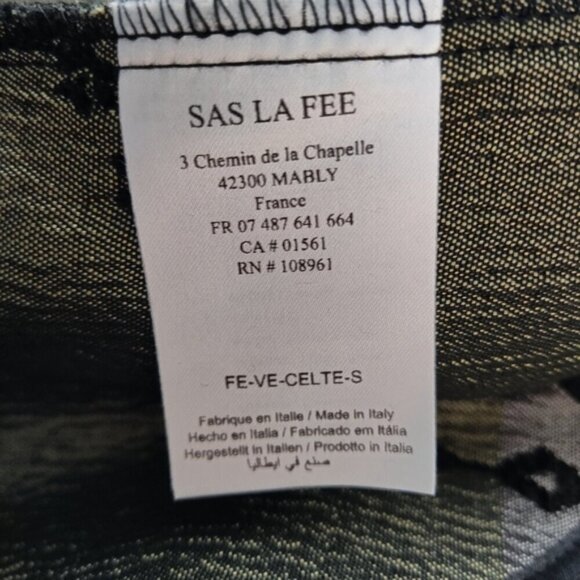 SAS LA FEE
3 Chemin de la Chapelle
42300 MABLY
France
FR 07 487 641 664
CA # 01561
RN # 108961
FE-VE-CELTE-S
Fabrique en Italie / Made in Italy
Hecho en Italia / Fabricado em Itália
Hergestellt in Italien / Prodotto in Italia
صنع في ايطاليا